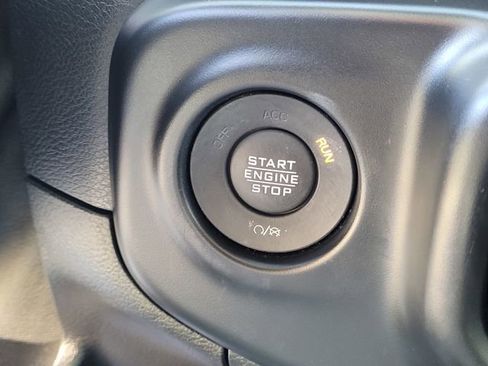 OFF ACC RUN
START
ENGINE
STOP